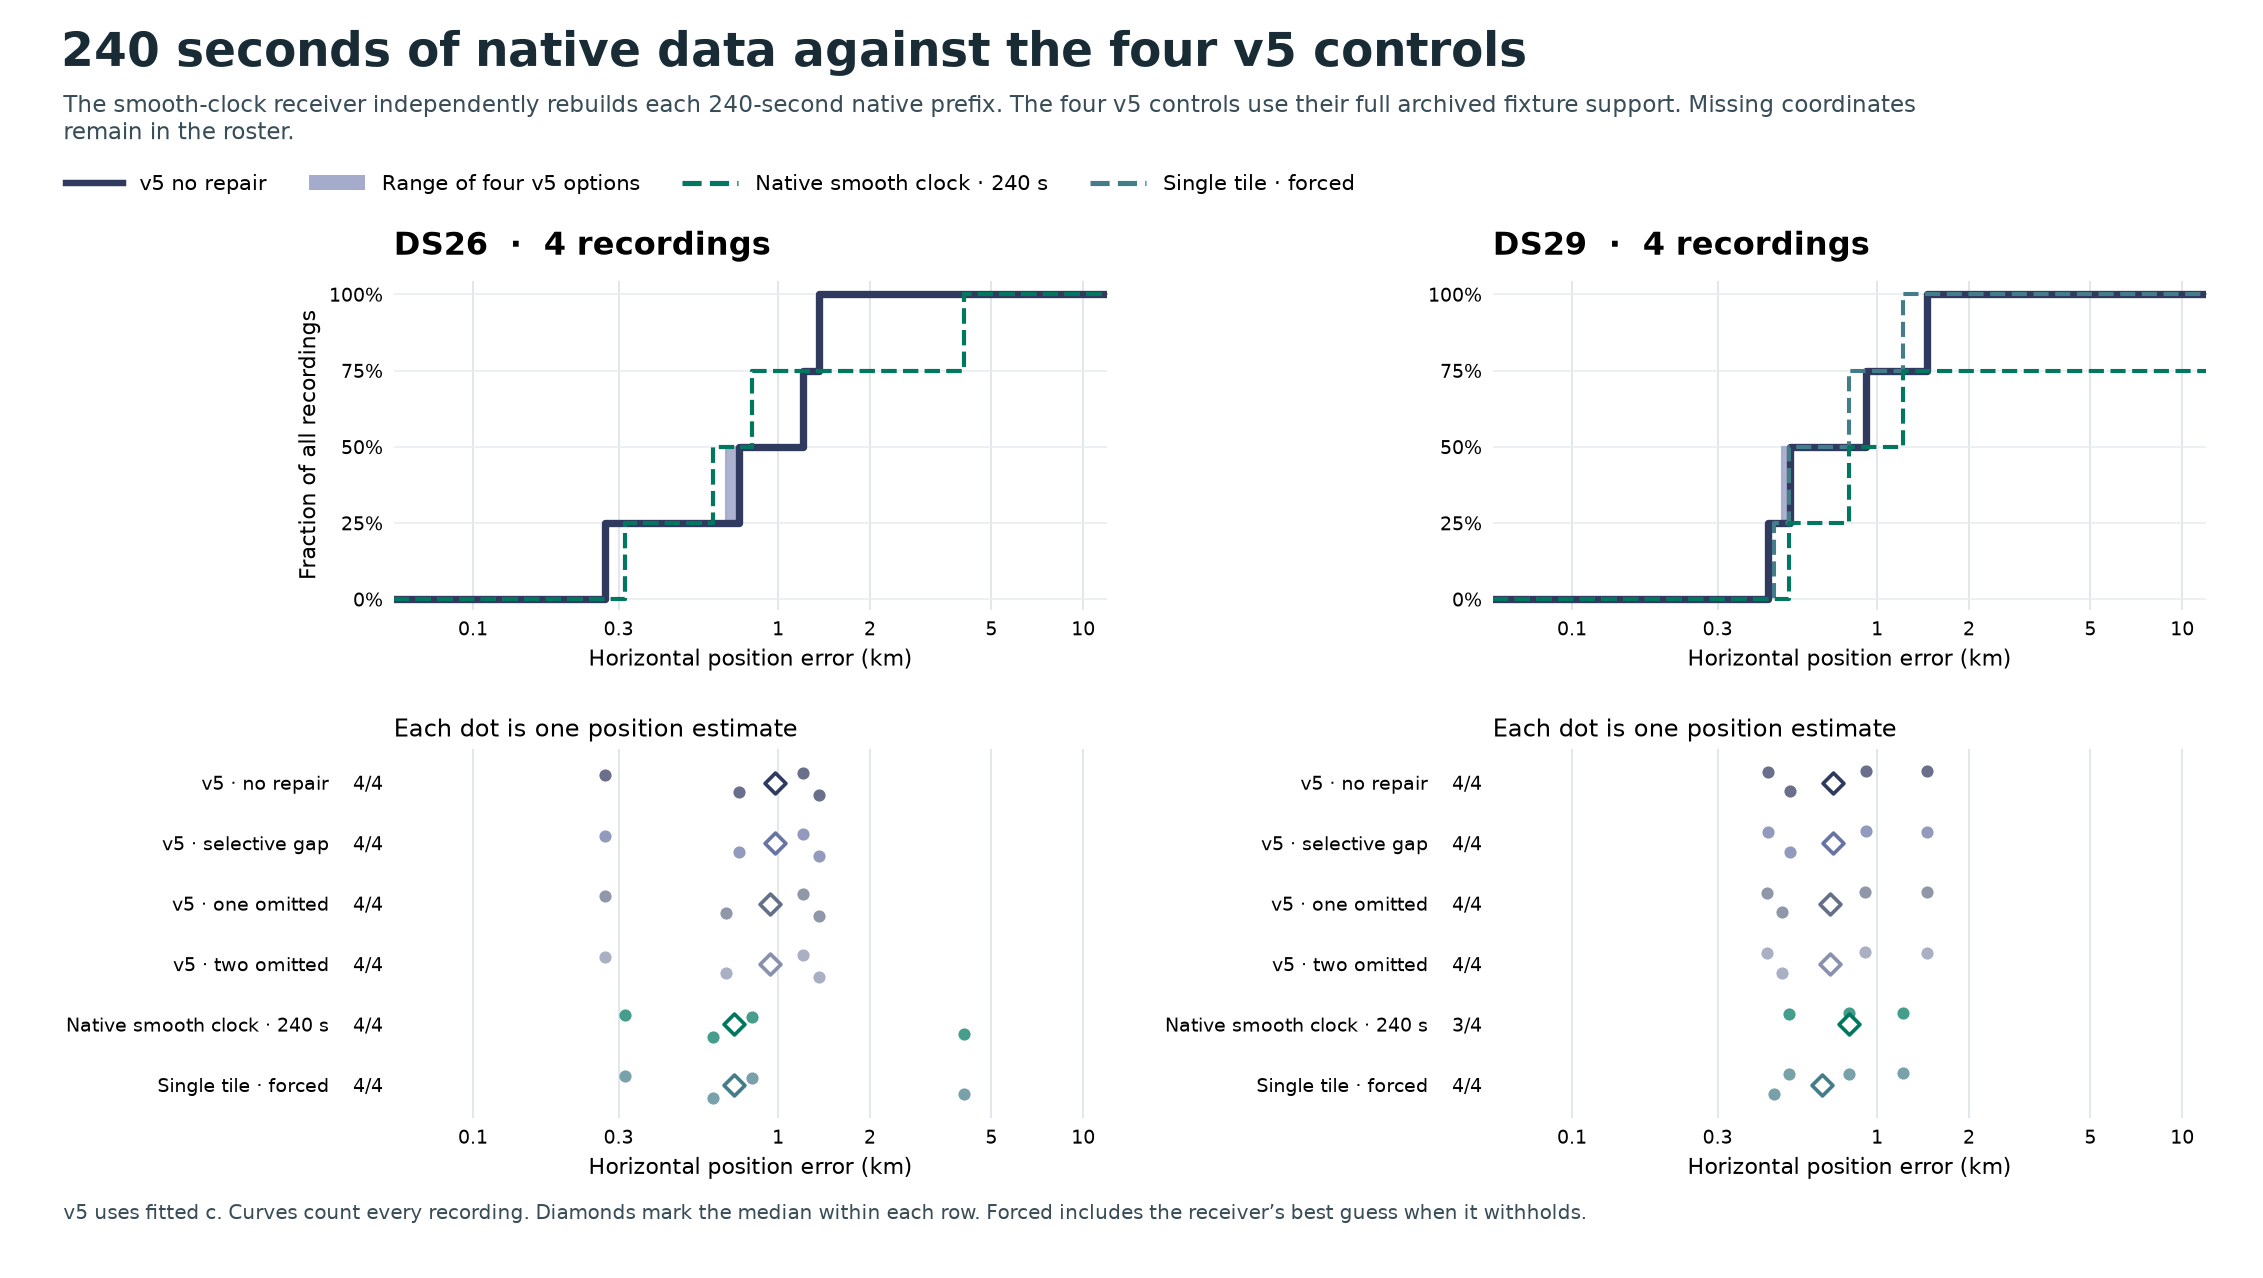 240 seconds of native data against the four v5 controls
The smooth-clock receiver independently rebuilds each 240-second native prefix. The four v5 controls use their full archived fixture support. Missing coordinates
remain in the roster.
v5 no repair
Range of four v5 options
Native smooth clock · 240 s
Single tile · forced
DS26 · 4 recordings
100%
75%
50%
25%
0%
Fraction of all recordings
0.1 0.3 1 2 5 10
Horizontal position error (km)
DS29 · 4 recordings
100%
75%
50%
25%
0%
0.1 0.3 1 2 5 10
Horizontal position error (km)
Each dot is one position estimate
v5 · no repair 4/4
v5 · selective gap 4/4
v5 · one omitted 4/4
v5 · two omitted 4/4
Native smooth clock · 240 s 4/4
Single tile · forced 4/4
0.1 0.3 1 2 5 10
Horizontal position error (km)
Each dot is one position estimate
v5 · no repair 4/4
v5 · selective gap 4/4
v5 · one omitted 4/4
v5 · two omitted 4/4
Native smooth clock · 240 s 3/4
Single tile · forced 4/4
0.1 0.3 1 2 5 10
Horizontal position error (km)
v5 uses fitted c. Curves count every recording. Diamonds mark the median within each row. Forced includes the receiver’s best guess when it withholds.